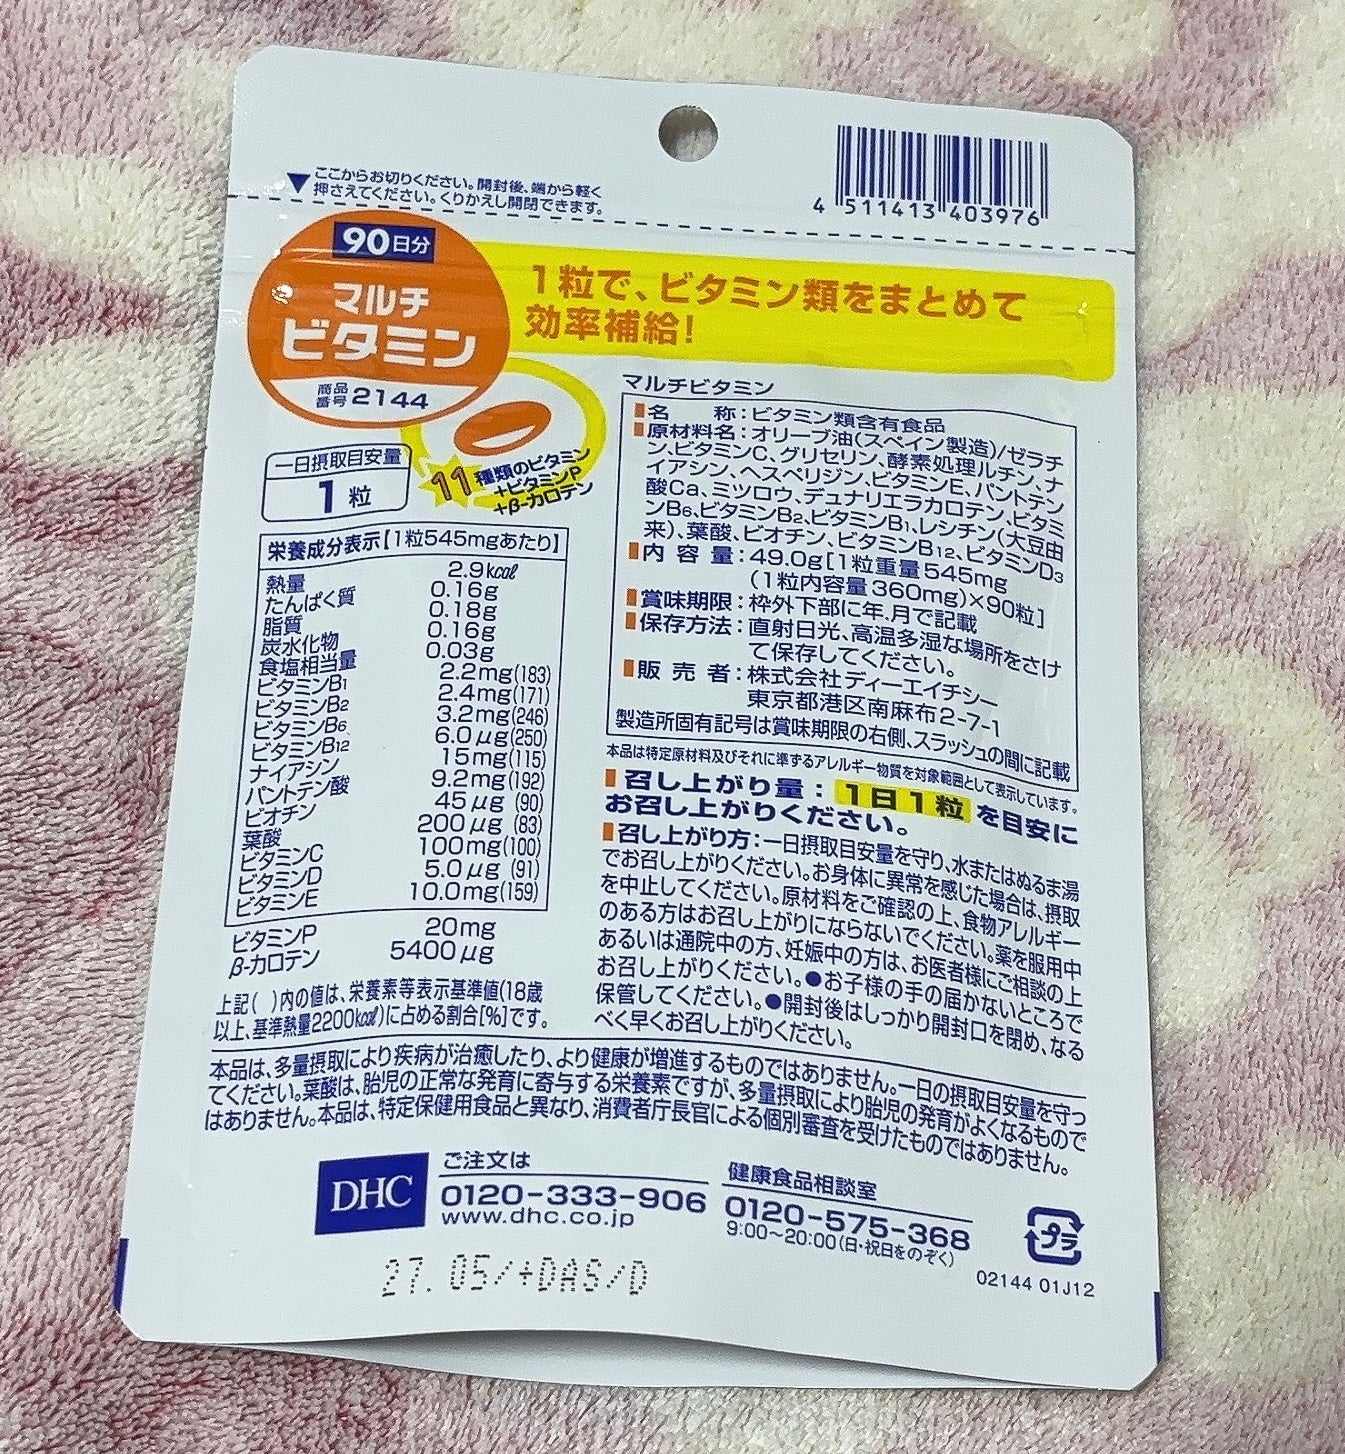 ▼ここからお切りください。開封後、端から軽く
押さえてください。くりかえし開閉できます。
4 511413 403976
90日分
マルチ
ビタミン
商品番号 2144
1粒で、ビタミン類をまとめて
効率補給!
11種類のビタミン
+ビタミンP
+β-カロテン
一日摂取目安量
1粒
栄養成分表示[1粒545mgあたり]
熱量 2.9kcal
たんぱく質 0.16g
脂質 0.18g
炭水化物 0.16g
食塩相当量 0.03g
ビタミンB1 2.2mg(183)
ビタミンB2 2.4mg(171)
ビタミンB6 3.2mg(246)
ビタミンB12 6.0μg(250)
ナイアシン 15mg(115)
パントテン酸 9.2mg(192)
ビオチン 45μg (90)
葉酸 200μg (83)
ビタミンC 100mg(100)
ビタミンD 5.0μg (91)
ビタミンE 10.0mg(159)
ビタミンP 20mg
β-カロテン 5400μg
上記( )内の値は、栄養素等表示基準値(18歳
以上、基準熱量2200kcal)に占める割合[%]です。
マルチビタミン
名称:ビタミン類含有食品
原材料名:オリーブ油(スペイン製造)/ゼラチ
ン、ビタミンC、グリセリン、酵素処理ルチン、ナ
イアシン、ヘスペリジン、ビタミンE、パントテン
酸Ca、ミツロウ、デュナリエラカロテン、ビタミ
ンB6、ビタミンB2、ビタミンB1、レシチン(大豆由
来)、葉酸、ビオチン、ビタミンB12、ビタミンD3
内容量:49.0g[1粒重量545mg
(1粒内容量360mg)×90粒]
賞味期限:枠外下部に年.月で記載
保存方法:直射日光、高温多湿な場所をさけ
て保存してください。
販売者:株式会社ディーエイチシー
東京都港区南麻布2-7-1
製造所固有記号は賞味期限の右側、スラッシュの間に記載
本品は特定原材料及びそれに準ずるアレルギー物質を対象範囲として表示しています。
召し上がり量:1日1粒を目安に
お召し上がりください。
召し上がり方:一日摂取目安量を守り、水またはぬるま湯
でお召し上がりください。お身体に異常を感じた場合は、摂取
を中止してください。原材料をご確認の上、食物アレルギー
のある方はお召し上がりにならないでください。薬を服用中
あるいは通院中の方、妊娠中の方は、お医者様にご相談の上
お召し上がりください。●お子様の手の届かないところで
保管してください。●開封後はしっかり開封口を閉め、なる
べく早くお召し上がりください。
本品は、多量摂取により疾病が治癒したり、より健康が増進するものではありません。一日の摂取目安量を守っ
てください。葉酸は、胎児の正常な発育に寄与する栄養素ですが、多量摂取により胎児の発育がよくなるもので
はありません。本品は、特定保健用食品と異なり、消費者庁長官による個別審査を受けたものではありません。
DHC
ご注文は
0120-333-906
www.dhc.co.jp
健康食品相談室
0120-575-368
9:00~20:00(日・祝日をのぞく)
プラ
02144 01J12
27.05/+DAS/D